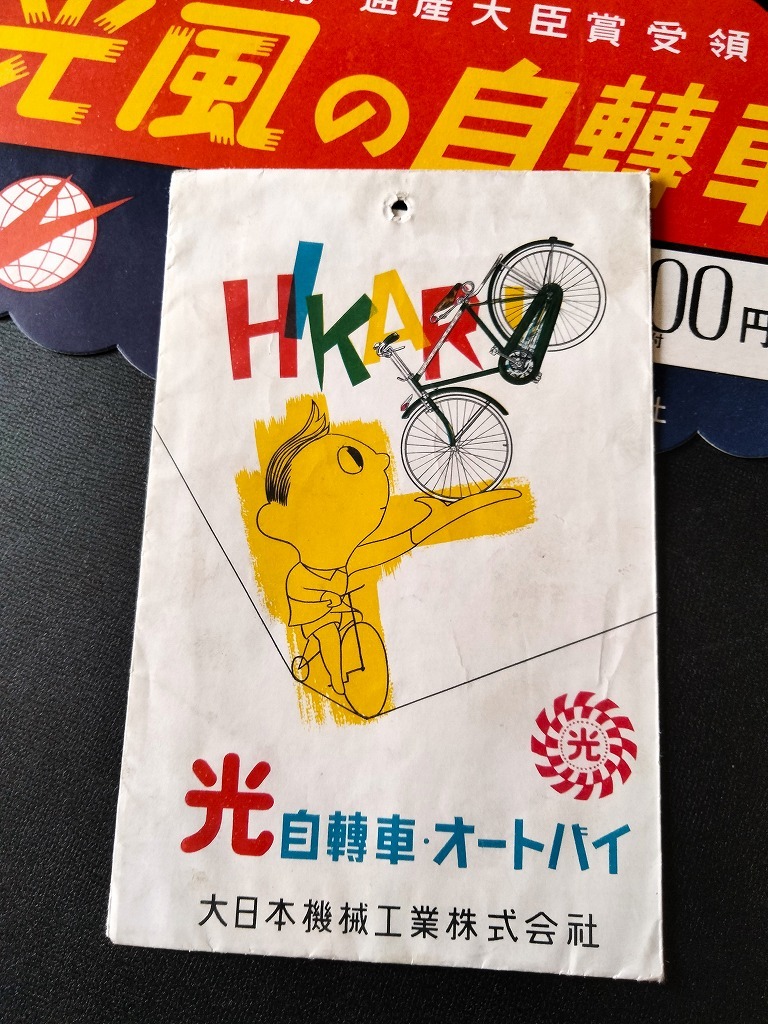 通産大臣賞受領
光風の自轉車
00円
HIKARI
光
光自轉車・オートバイ
大日本機械工業株式会社